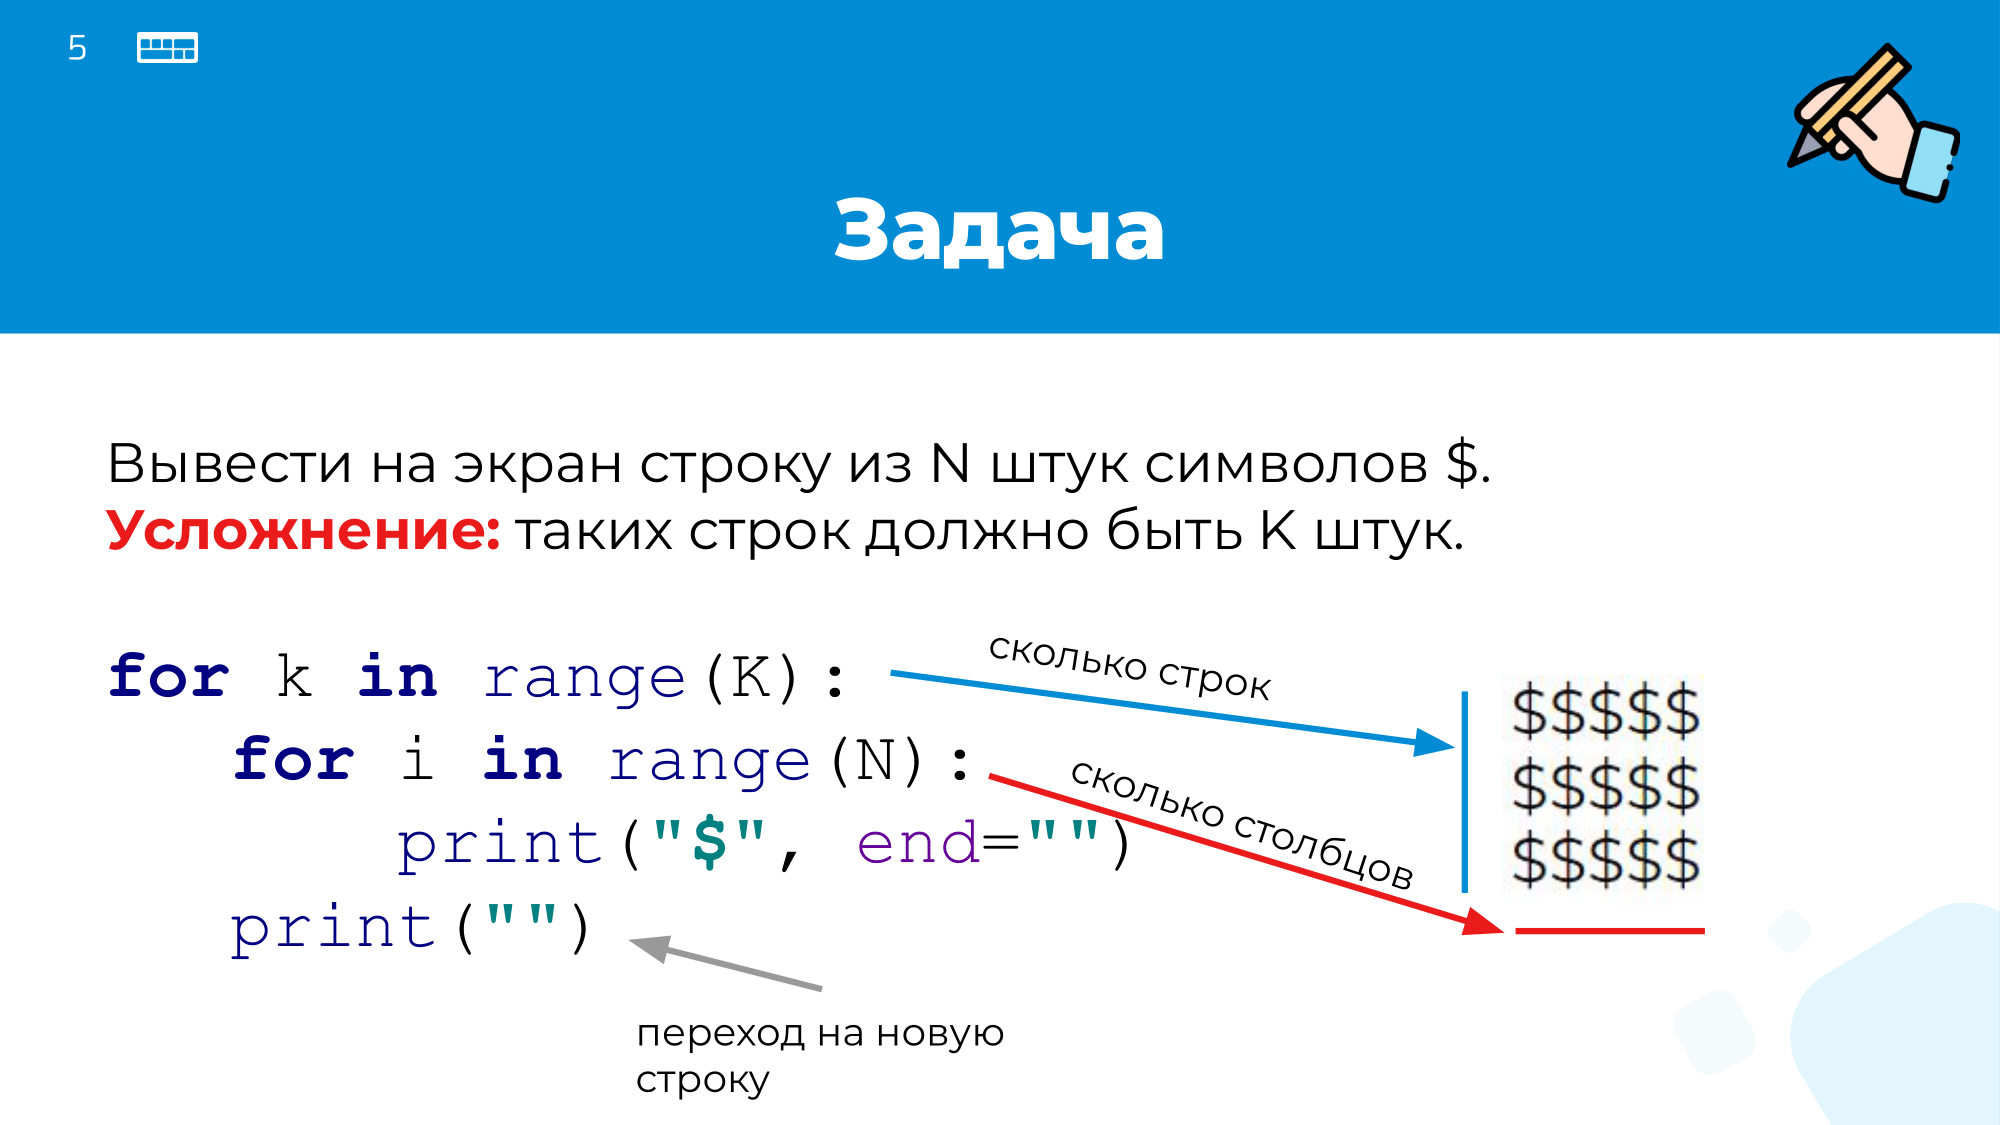 5
Задача
Вывести на экран строку из N штук символов $.
Усложнение: таких строк должно быть K штук.
for k in range(K):
for i in range(N):
print("$", end="")
print("")
сколько строк
сколько столбцов
$$$$$
$$$$$
$$$$$
переход на новую
строку